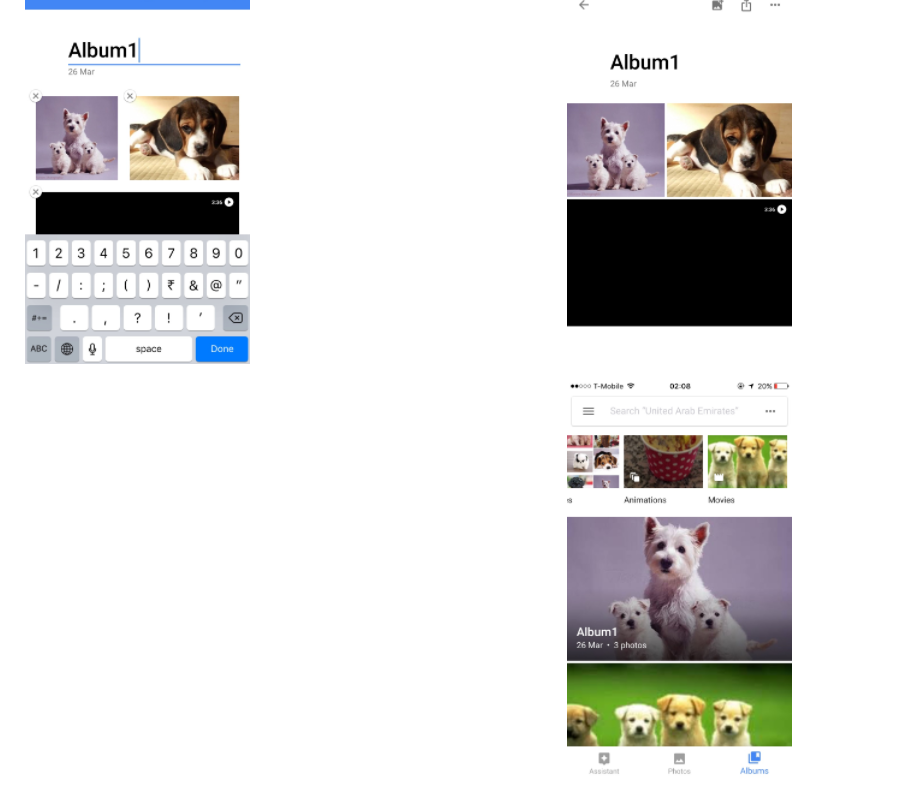 Album1
26 Mar
3:36
1 2 3 4 5 6 7 8 9 0
- / : ; ( ) ₹ & @ "
#+= . , ? ! '
ABC space Done
Album1
26 Mar
3:36
T-Mobile 02:08 20%
Search "United Arab Emirates"
s Animations Movies
Album1
26 Mar • 3 photos
Assistant Photos Albums